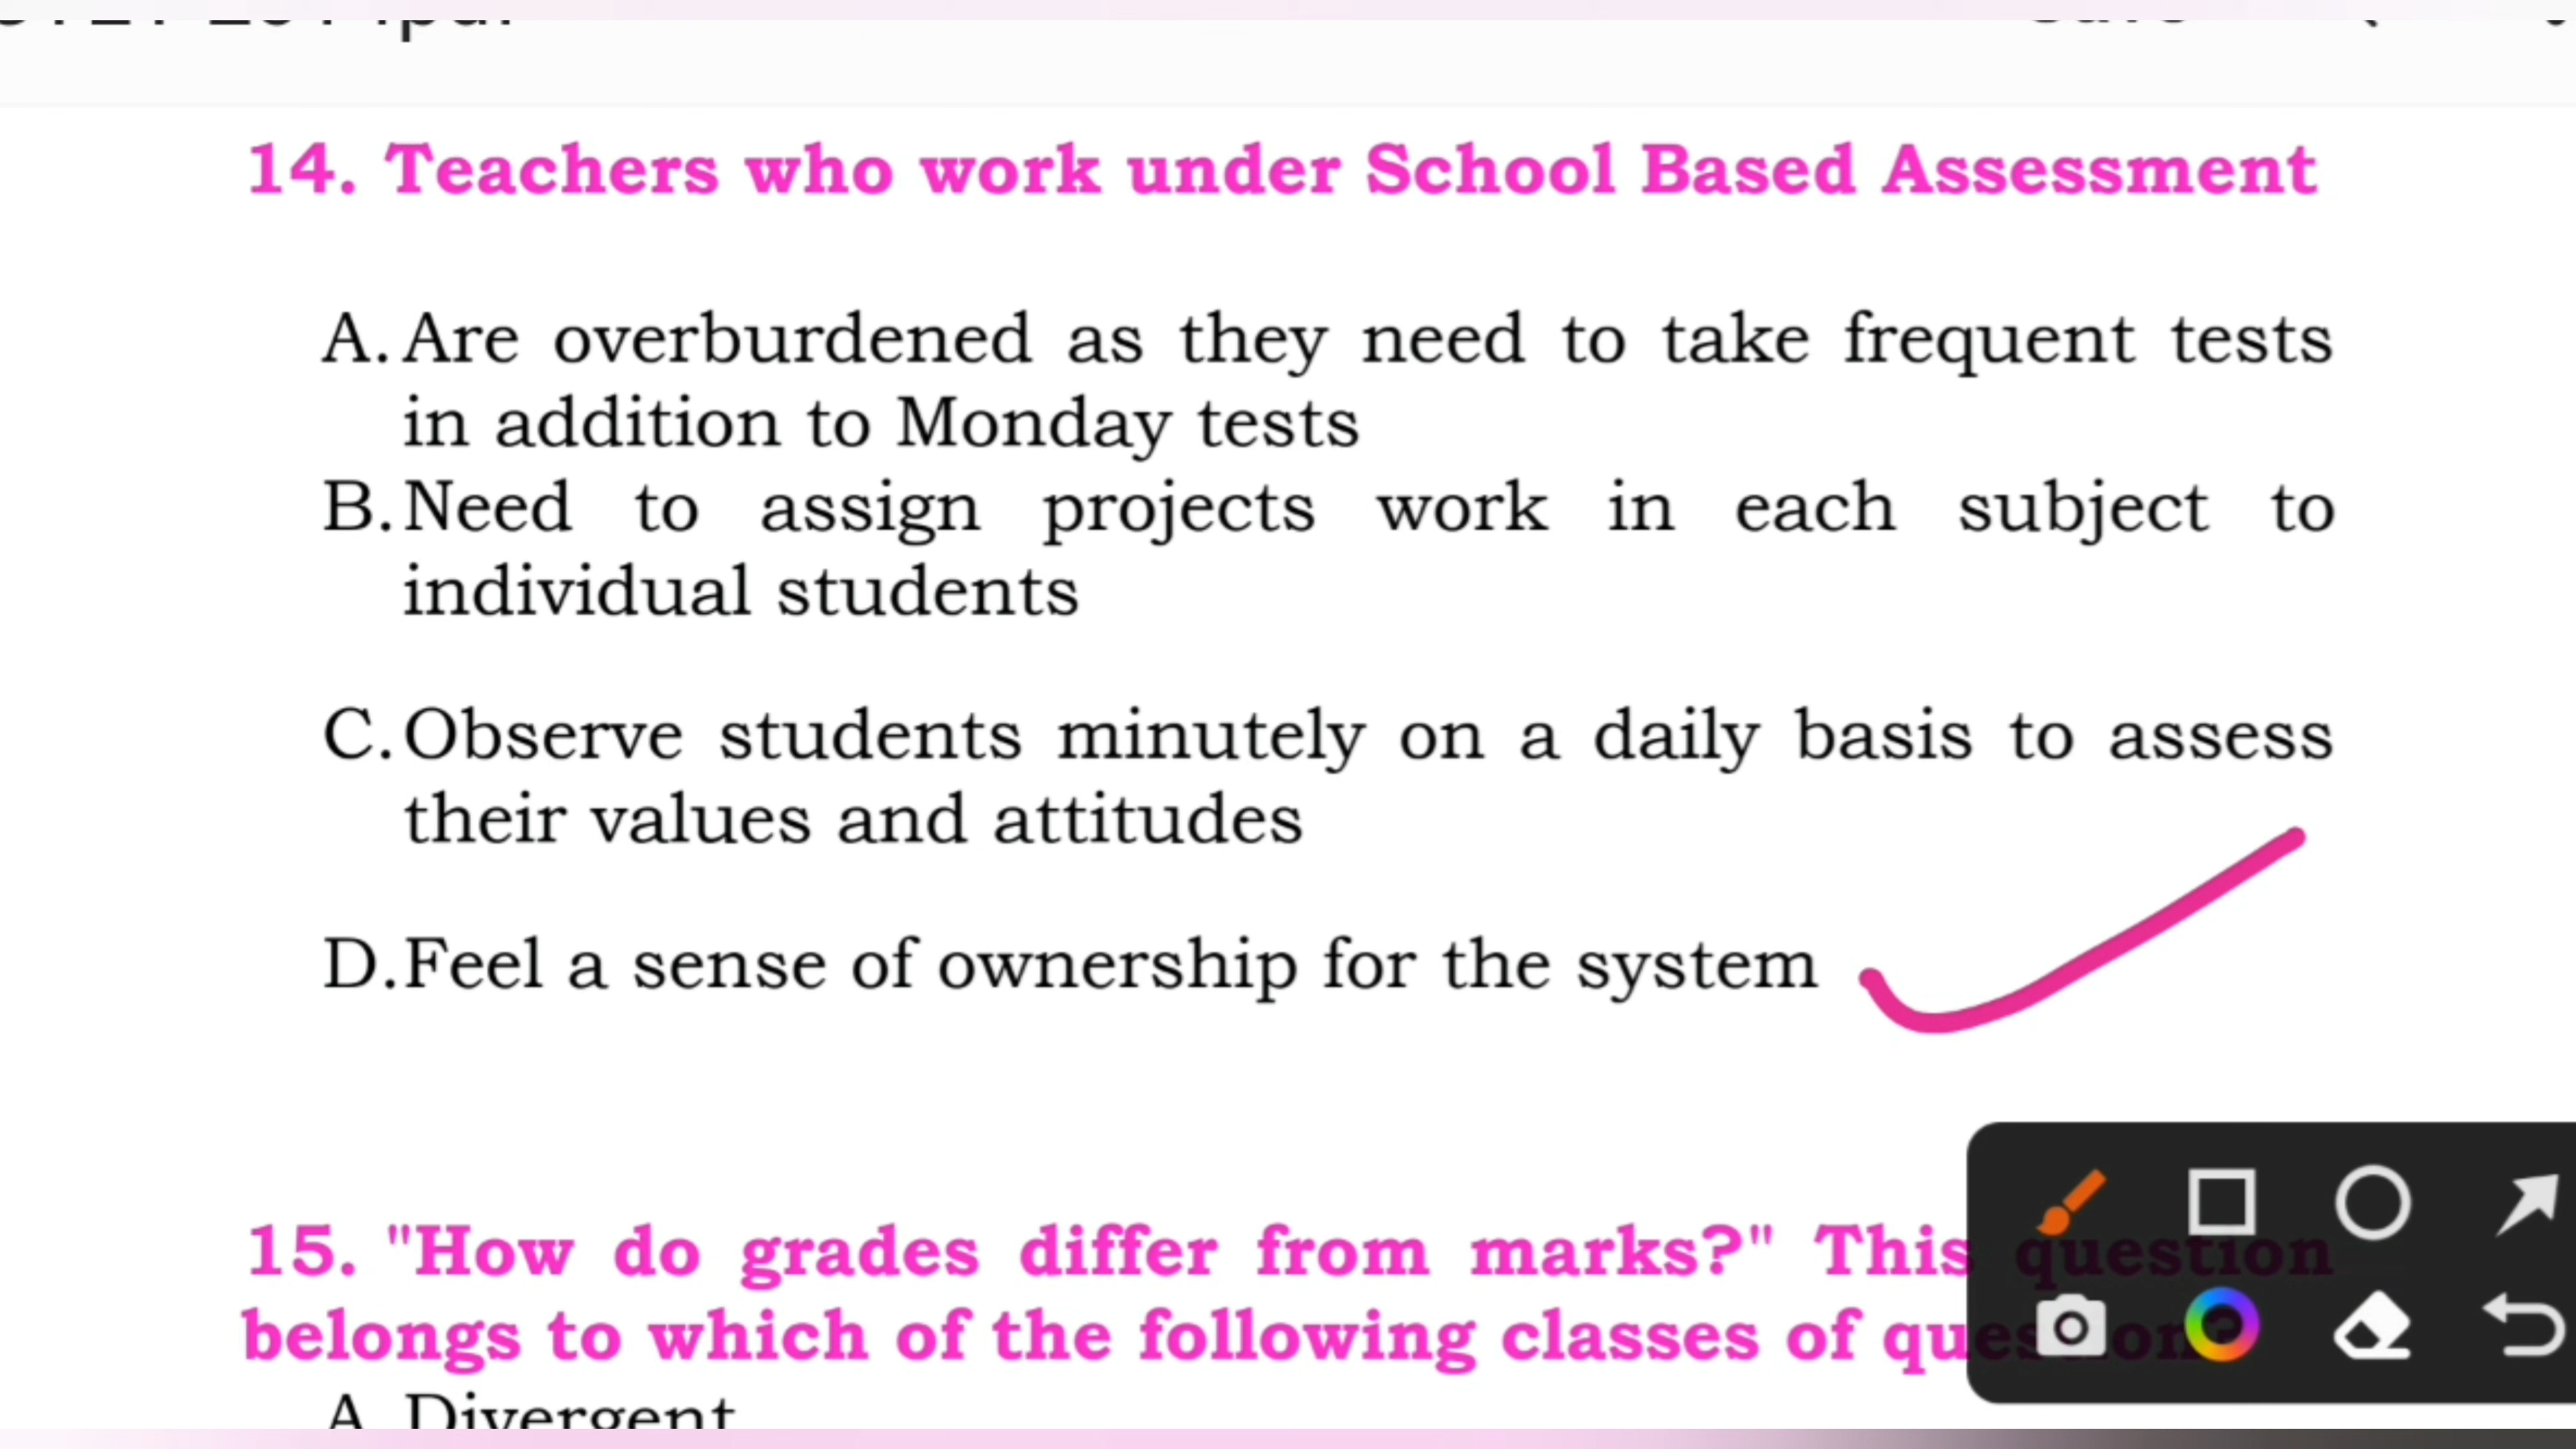 14. Teachers who work under School Based Assessment
A. Are overburdened as they need to take frequent tests
in addition to Monday tests
B. Need to assign projects work in each subject to
individual students
C. Observe students minutely on a daily basis to assess
their values and attitudes
D. Feel a sense of ownership for the system
15. "How do grades differ from marks?" This question
belongs to which of the following classes of question?
A. Divergent